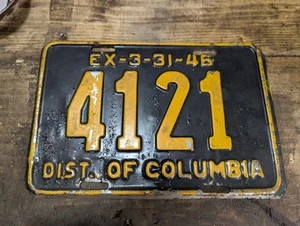 EX-3-31-46
4121
DIST. OF COLUMBIA